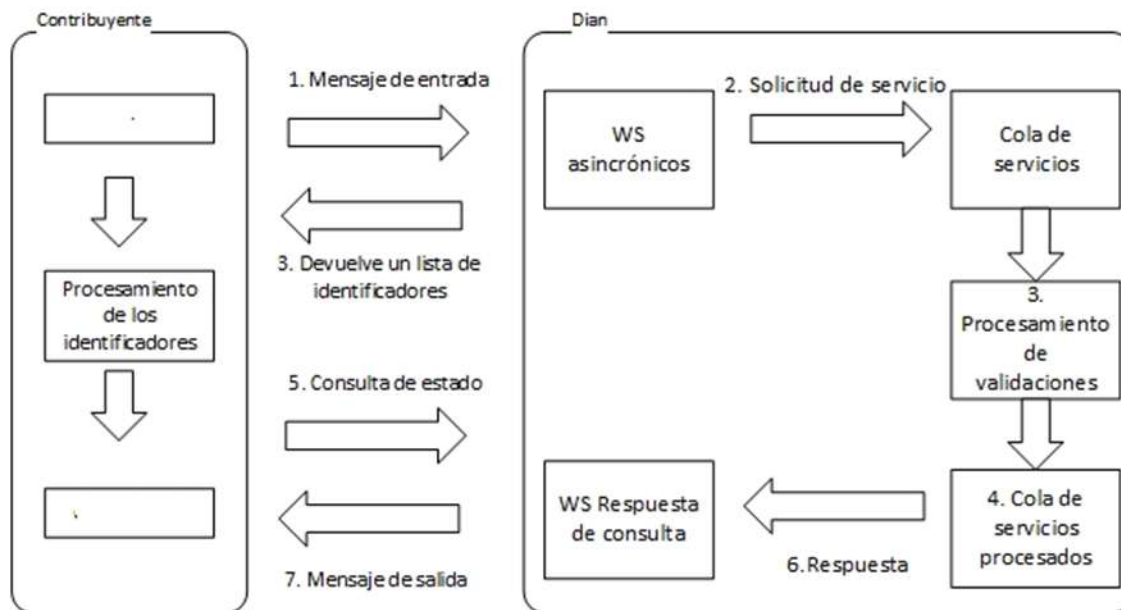 Contribuyente
Dian
1. Mensaje de entrada
2. Solicitud de servicio
WS
asincrónicos
Cola de
servicios
3. Devuelve un lista de
identificadores
Procesamiento
de los
identificadores
3.
Procesamiento
de
validaciones
5. Consulta de estado
WS Respuesta
de consulta
4. Cola de
servicios
procesados
6.Respuesta
7. Mensaje de salida